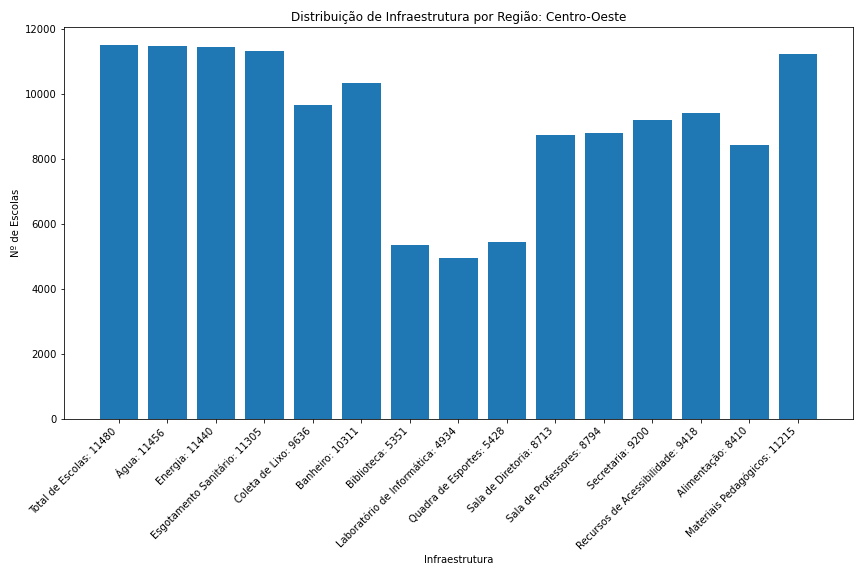 Distribuição de Infraestrutura por Região: Centro-Oeste
12000
10000
8000
6000
4000
2000
0
Nº de Escolas
Total de Escolas: 11480
Água: 11456
Energia: 11440
Esgotamento Sanitário: 11305
Coleta de Lixo: 9636
Banheiro: 10311
Biblioteca: 5351
Laboratório de Informática: 4934
Quadra de Esportes: 5428
Sala de Diretoria: 8713
Sala de Professores: 8794
Secretaria: 9200
Recursos de Acessibilidade: 9418
Alimentação: 8410
Materiais Pedagógicos: 11215
Infraestrutura